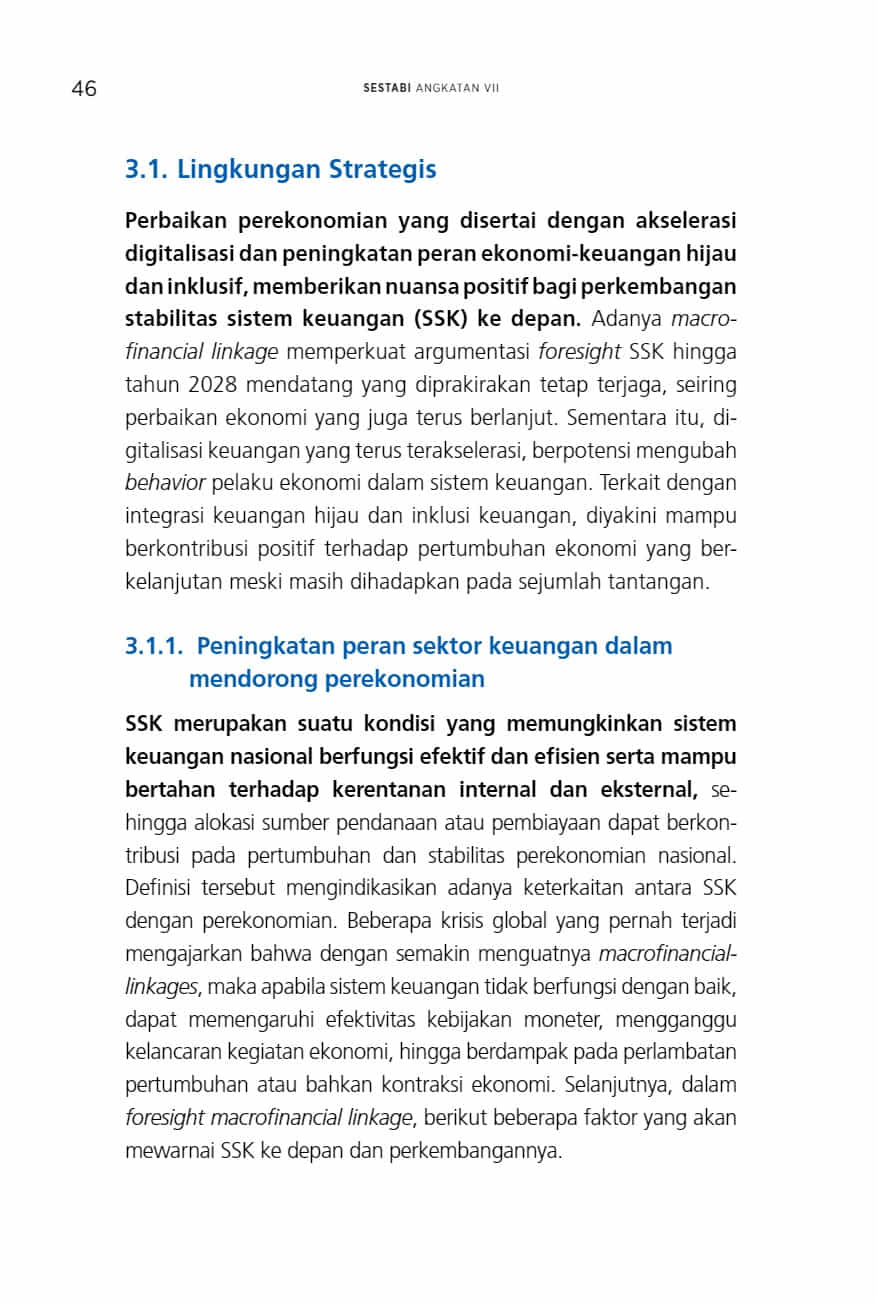 46
SESTABI ANGKATAN VII
3.1. Lingkungan Strategis
Perbaikan perekonomian yang disertai dengan akselerasi
digitalisasi dan peningkatan peran ekonomi-keuangan hijau
dan inklusif, memberikan nuansa positif bagi perkembangan
stabilitas sistem keuangan (SSK) ke depan. Adanya macro-
financial linkage memperkuat argumentasi foresight SSK hingga
tahun 2028 mendatang yang diprakirakan tetap terjaga, seiring
perbaikan ekonomi yang juga terus berlanjut. Sementara itu, di-
gitalisasi keuangan yang terus terakselerasi, berpotensi mengubah
behavior pelaku ekonomi dalam sistem keuangan. Terkait dengan
integrasi keuangan hijau dan inklusi keuangan, diyakini mampu
berkontribusi positif terhadap pertumbuhan ekonomi yang ber-
kelanjutan meski masih dihadapkan pada sejumlah tantangan.
3.1.1. Peningkatan peran sektor keuangan dalam
mendorong perekonomian
SSK merupakan suatu kondisi yang memungkinkan sistem
keuangan nasional berfungsi efektif dan efisien serta mampu
bertahan terhadap kerentanan internal dan eksternal, se-
hingga alokasi sumber pendanaan atau pembiayaan dapat berkon-
tribusi pada pertumbuhan dan stabilitas perekonomian nasional.
Definisi tersebut mengindikasikan adanya keterkaitan antara SSK
dengan perekonomian. Beberapa krisis global yang pernah terjadi
mengajarkan bahwa dengan semakin menguatnya macrofinancial-
linkages, maka apabila sistem keuangan tidak berfungsi dengan baik,
dapat memengaruhi efektivitas kebijakan moneter, mengganggu
kelancaran kegiatan ekonomi, hingga berdampak pada perlambatan
pertumbuhan atau bahkan kontraksi ekonomi. Selanjutnya, dalam
foresight macrofinancial linkage, berikut beberapa faktor yang akan
mewarnai SSK ke depan dan perkembangannya.